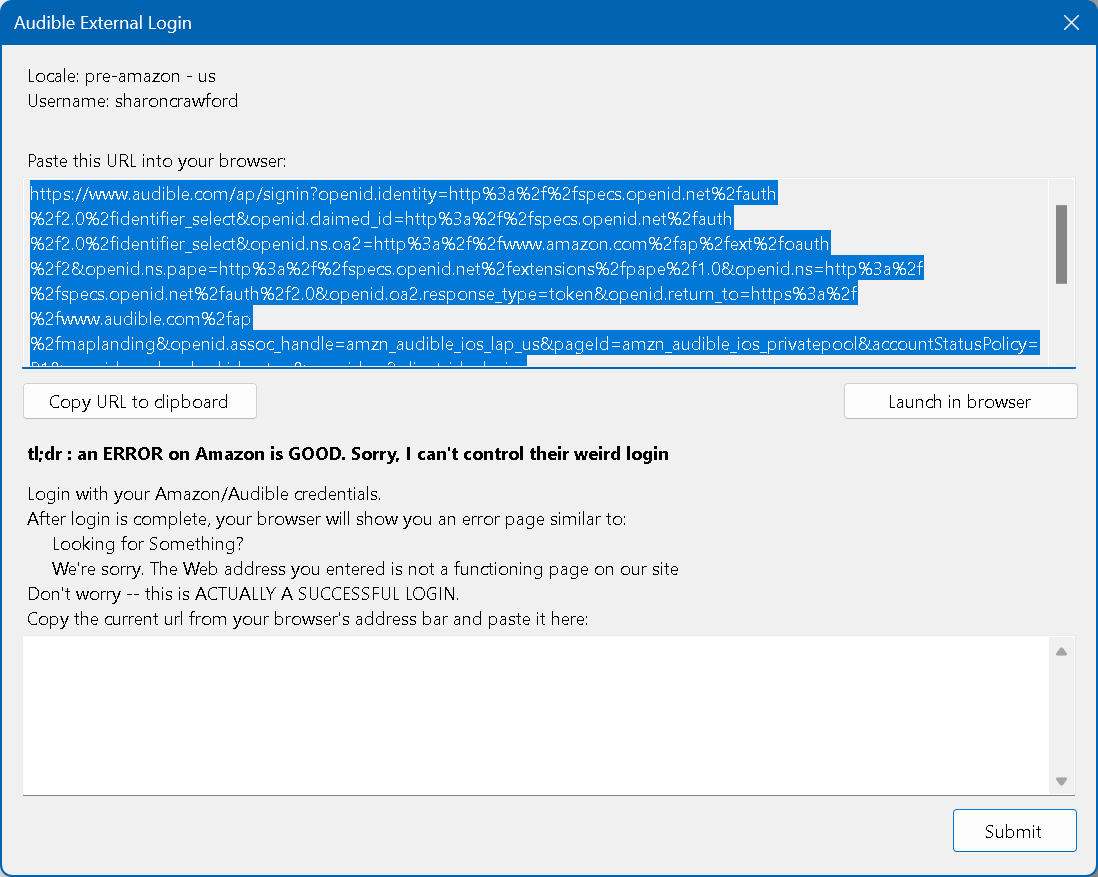 Audible External Login
Locale: pre-amazon - us
Username: sharoncrawford
Paste this URL into your browser:
https://www.audible.com/ap/signin?openid.identity=http%3a%2f%2fspecs.openid.net%2fauth
%2f2.0%2fidentifier_select&openid.claimed_id=http%3a%2f%2fspecs.openid.net%2fauth
%2f2.0%2fidentifier_select&openid.ns.oa2=http%3a%2f%2fwww.amazon.com%2fap%2fext%2foauth
%2f2&openid.ns.pape=http%3a%2f%2fspecs.openid.net%2fextensions%2fpape%2f1.0&openid.ns=http%3a%2f
%2fspecs.openid.net%2fauth%2f2.0&openid.oa2.response_type=token&openid.return_to=https%3a%2f
%2fwww.audible.com%2fap
%2fmaplanding&openid.assoc_handle=amzn_audible_ios_lap_us&pageId=amzn_audible_ios_privatepool&accountStatusPolicy=
Copy URL to clipboard
Launch in browser
tl;dr : an ERROR on Amazon is GOOD. Sorry, I can't control their weird login
Login with your Amazon/Audible credentials.
After login is complete, your browser will show you an error page similar to:
Looking for Something?
We're sorry. The Web address you entered is not a functioning page on our site
Don't worry -- this is ACTUALLY A SUCCESSFUL LOGIN.
Copy the current url from your browser's address bar and paste it here:
Submit